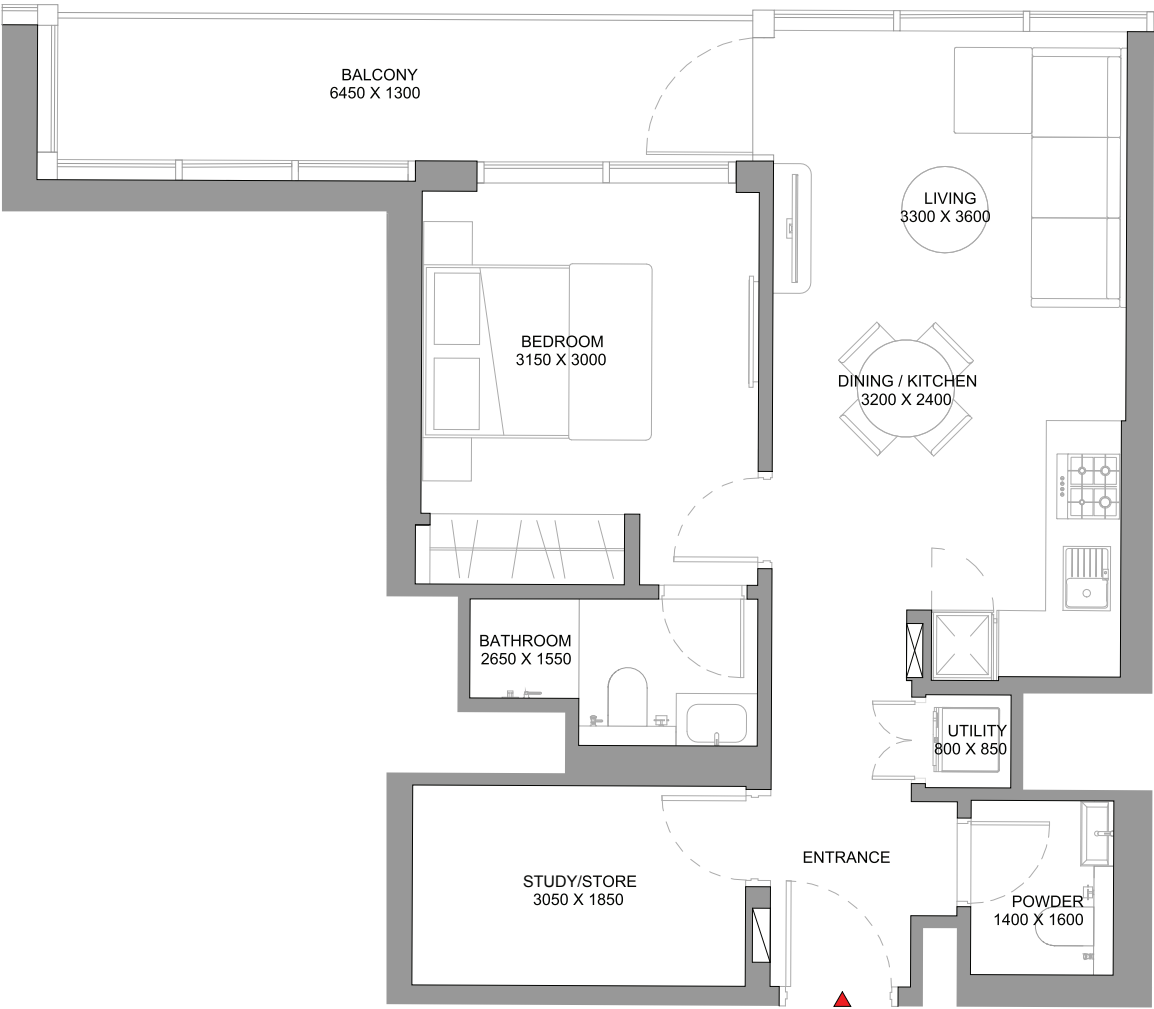 BALCONY
6450 X 1300
LIVING
3300 X 3600
BEDROOM
3150 X 3000
DINING / KITCHEN
3200 X 2400
BATHROOM
2650 X 1550
UTILITY
800 X 850
ENTRANCE
STUDY/STORE
3050 X 1850
POWDER
1400 X 1600